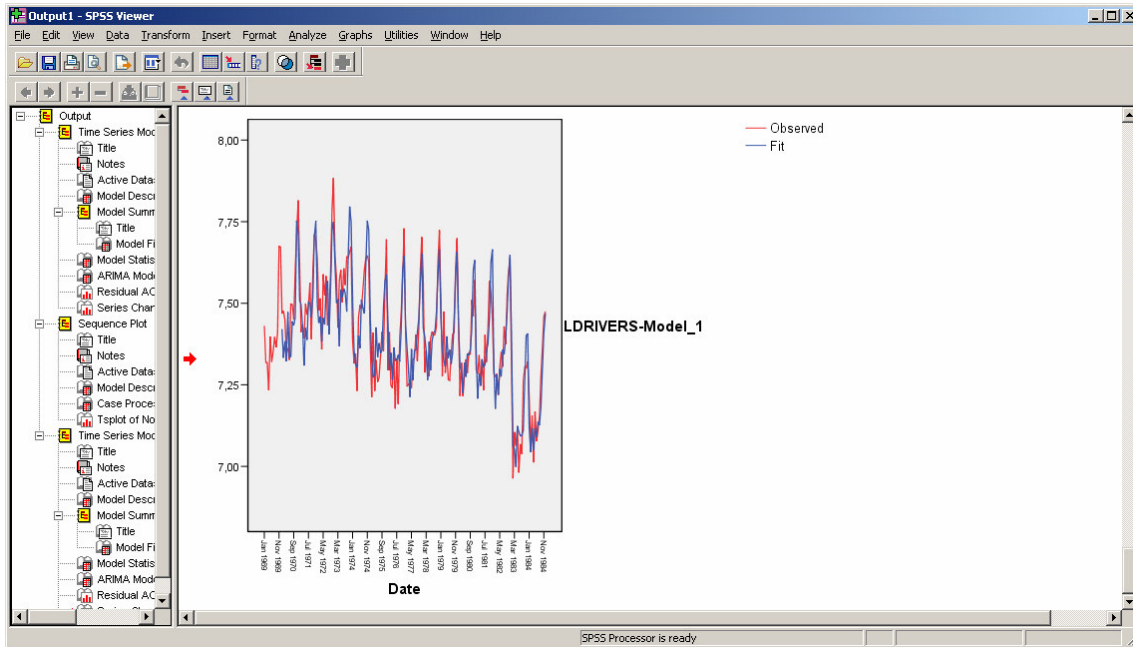 Output1 - SPSS Viewer
File Edit View Data Transform Insert Format Analyze Graphs Utilities Window Help
Output
Time Series Mod
Title
Notes
Active Data
Model Descr
Model Summ
Title
Model Fi
Model Statis
ARIMA Mode
Residual AC
Series Char
Sequence Plot
Title
Notes
Active Data
Model Descr
Case Proce
Tsplot of No
Time Series Mod
Title
Notes
Active Data
Model Descr
Model Summ
Title
Model Fi
Model Statis
ARIMA Mode
Residual AC
8,00
7,75
7,50
7,25
7,00
Observed
Fit
LDRIVERS-Model_1
Jan 1969
Nov 1969
Sep 1970
Jul 1971
May 1972
Mar 1973
Jan 1974
Nov 1974
Sep 1975
Jul 1976
May 1977
Mar 1978
Jan 1979
Nov 1979
Sep 1980
Jul 1981
May 1982
Mar 1983
Jan 1984
Nov 1984
Date
SPSS Processor is ready